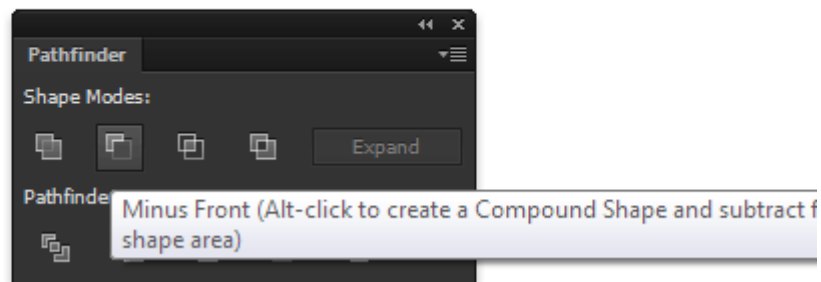 Pathfinder
Shape Modes:
Expand
Pathfinde
Minus Front (Alt-click to create a Compound Shape and subtract f
shape area)